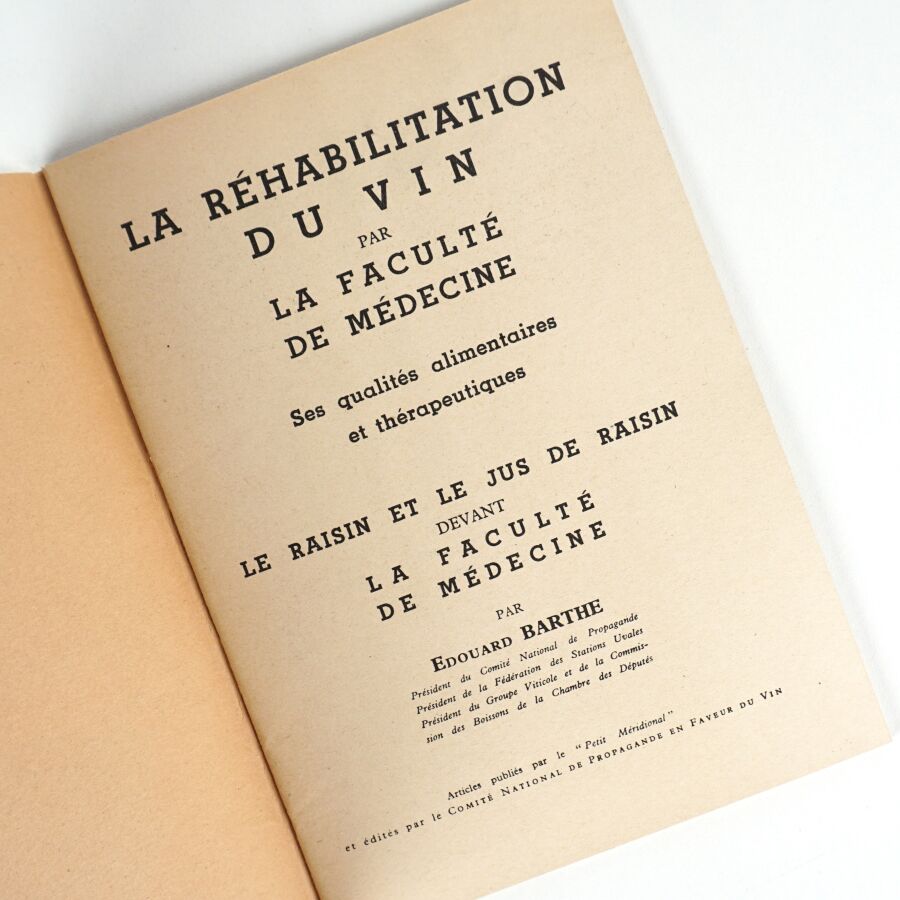 LA RÉHABILITATION
DU VIN
PAR
LA FACULTÉ
DE MÉDECINE
Ses qualités alimentaires
et thérapeutiques
LE RAISIN ET LE JUS DE RAISIN
DEVANT
LA FACULTÉ
DE MÉDECINE
PAR
EDOUARD BARTHE
Président du Comité National de Propagande
Président de la Fédération des Stations Uvales
Président du Groupe Viticole et de la Commis-
sion des Boissons de la Chambre des Députés
Articles publiés par le "Petit Méridional"
et édités par le COMITÉ NATIONAL DE PROPAGANDE EN FAVEUR DU VIN